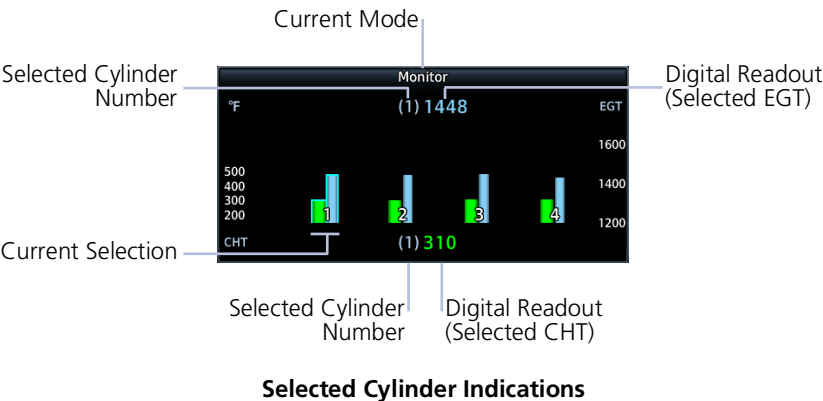 Current Mode
Selected Cylinder
Number
Digital Readout
(Selected EGT)
Monitor
°F
(1) 1448
EGT
1600
500
400
300
200
1400
1200
1
2
3
4
CHT
(1) 310
Current Selection
Selected Cylinder
Number
Digital Readout
(Selected CHT)
Selected Cylinder Indications